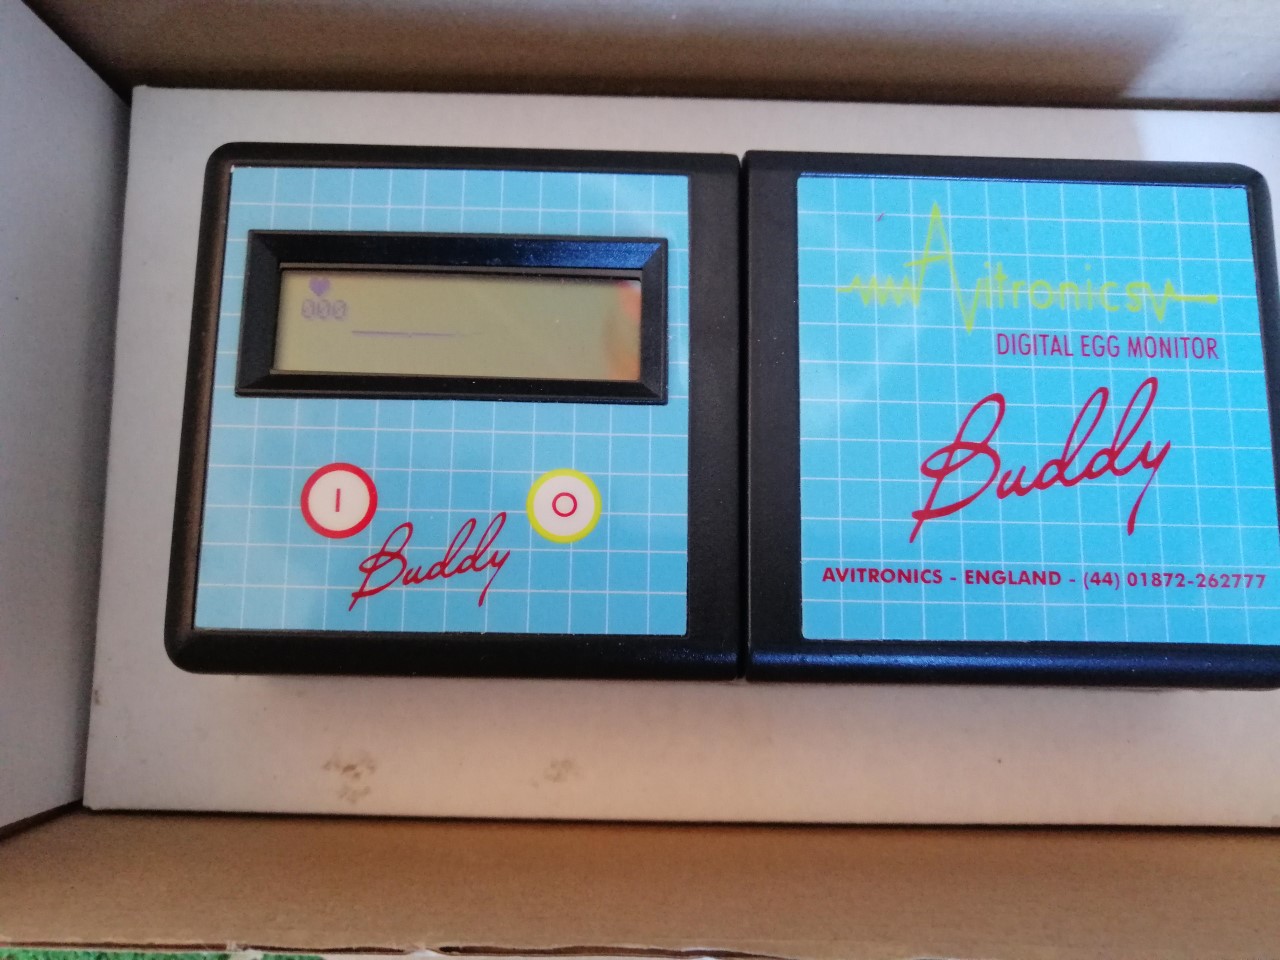 000
I O
Buddy
Avitronics
DIGITAL EGG MONITOR
Buddy
AVITRONICS - ENGLAND - (44) 01872-262777